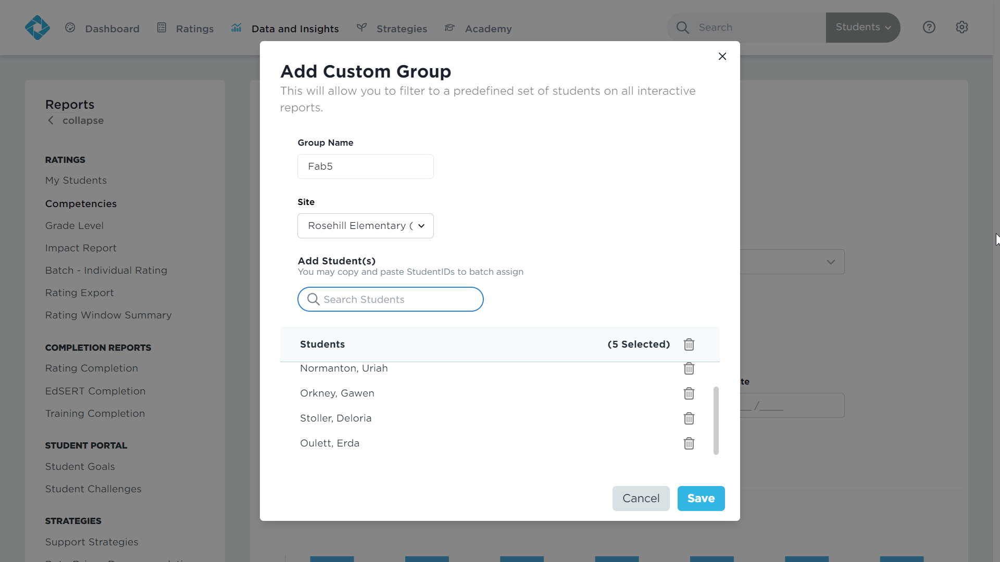 Dashboard
Ratings
Data and Insights
Strategies
Academy
Search
Students
Reports
collapse
RATINGS
My Students
Competencies
Grade Level
Impact Report
Batch - Individual Rating
Rating Export
Rating Window Summary
COMPLETION REPORTS
Rating Completion
EdSERT Completion
Training Completion
STUDENT PORTAL
Student Goals
Student Challenges
STRATEGIES
Support Strategies
Add Custom Group
This will allow you to filter to a predefined set of students on all interactive
reports.
Group Name
Fab5
Site
Rosehill Elementary (
Add Student(s)
You may copy and paste StudentIDs to batch assign
Search Students
Students
(5 Selected)
Normanton, Uriah
Orkney, Gawen
Stoller, Deloria
Oulett, Erda
Cancel
Save
te
__ /____